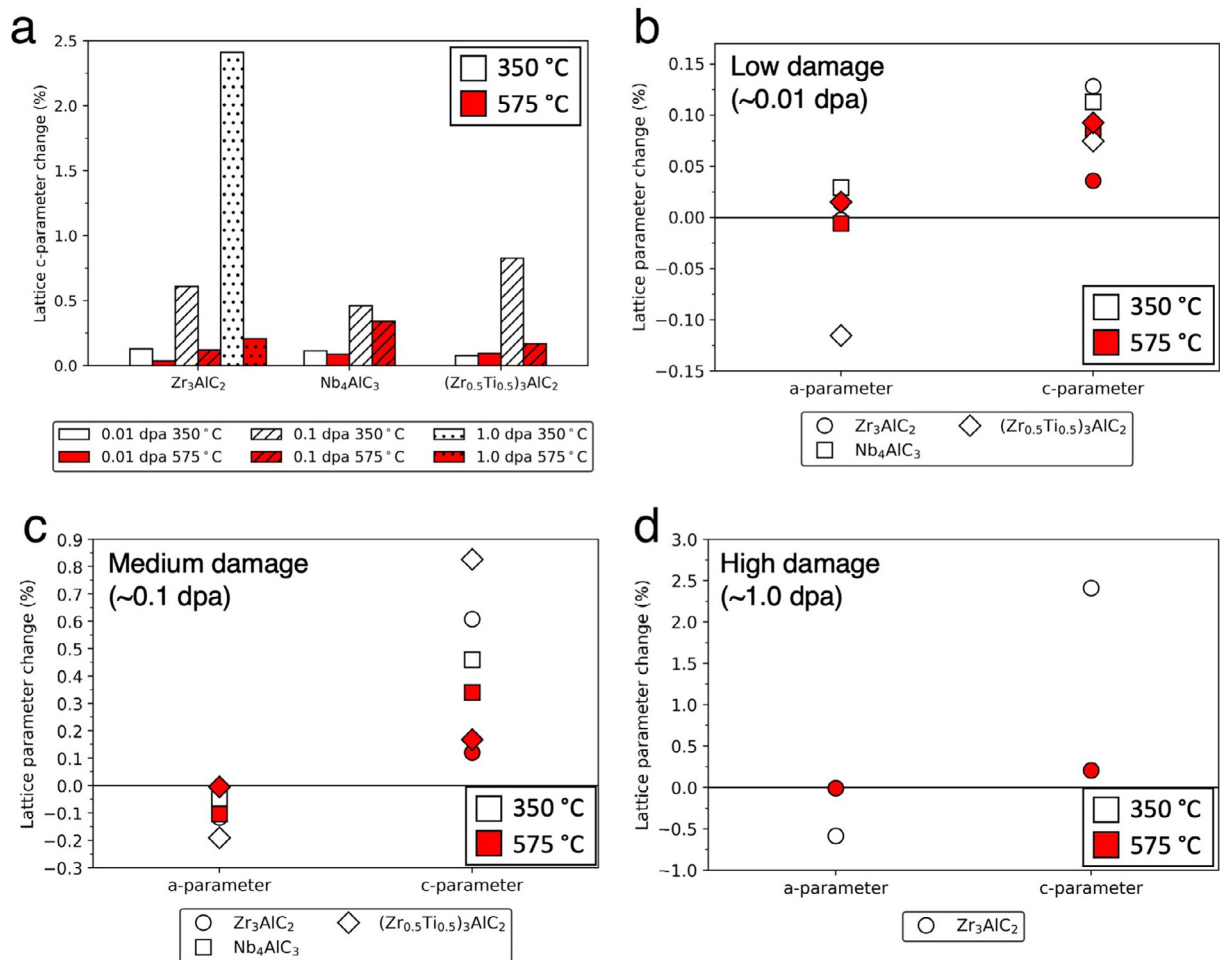 a
Lattice c-parameter change (%)
2.5
2.0
1.5
1.0
0.5
0.0
350 °C
575 °C
Zr₃AlC₂
Nb₄AlC₃
(Zr₀.₅Ti₀.₅)₃AlC₂
0.01 dpa 350°C
0.1 dpa 350°C
1.0 dpa 350°C
0.01 dpa 575°C
0.1 dpa 575°C
1.0 dpa 575°C
b
Lattice parameter change (%)
0.15
0.10
0.05
0.00
−0.05
−0.10
−0.15
Low damage
(~0.01 dpa)
350 °C
575 °C
a-parameter
c-parameter
Zr₃AlC₂
(Zr₀.₅Ti₀.₅)₃AlC₂
Nb₄AlC₃
c
Lattice parameter change (%)
0.9
0.8
0.7
0.6
0.5
0.4
0.3
0.2
0.1
0.0
−0.1
−0.2
−0.3
Medium damage
(~0.1 dpa)
350 °C
575 °C
a-parameter
c-parameter
Zr₃AlC₂
(Zr₀.₅Ti₀.₅)₃AlC₂
Nb₄AlC₃
d
Lattice parameter change (%)
3.0
2.5
2.0
1.5
1.0
0.5
0.0
−0.5
−1.0
High damage
(~1.0 dpa)
350 °C
575 °C
a-parameter
c-parameter
Zr₃AlC₂